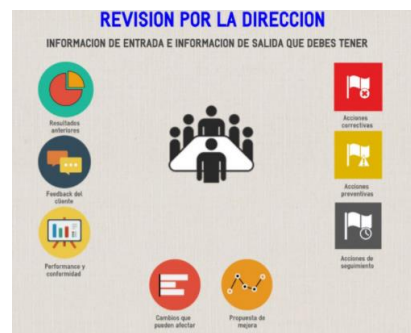 REVISION POR LA DIRECCION
INFORMACION DE ENTRADA E INFORMACION DE SALIDA QUE DEBES TENER
Resultados
anteriores
Feedback del
cliente
Performance y
conformidad
Cambios que
pueden afectar
Propuesta de
mejora
Acciones
correctivas
Acciones
preventivas
Acciones de
seguimiento